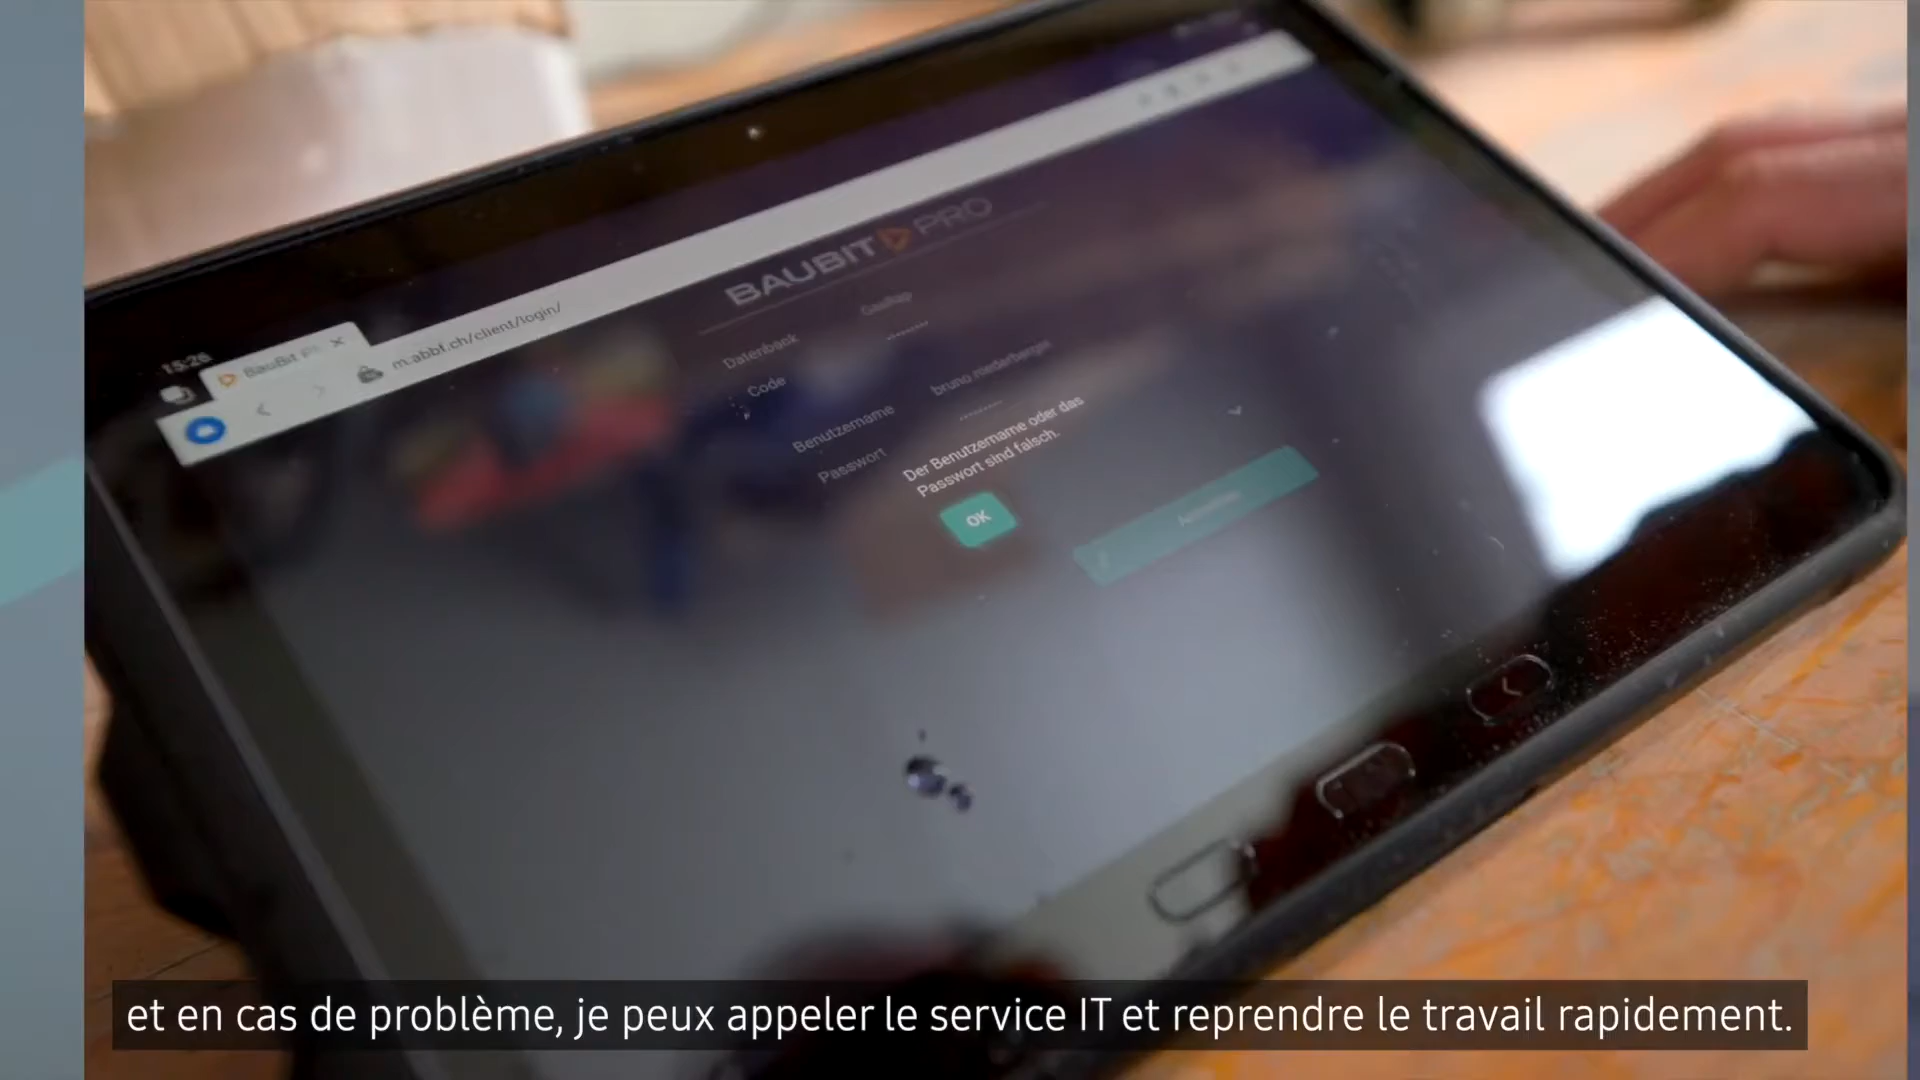 15:26
BauBit
m.abbf.ch/client/login/
BAUBIT PRO
Datenbank
Code
Benutzername
bruno.niederberger
Passwort
Der Benutzername oder das
Passwort sind falsch.
OK
et en cas de problème, je peux appeler le service IT et reprendre le travail rapidement.